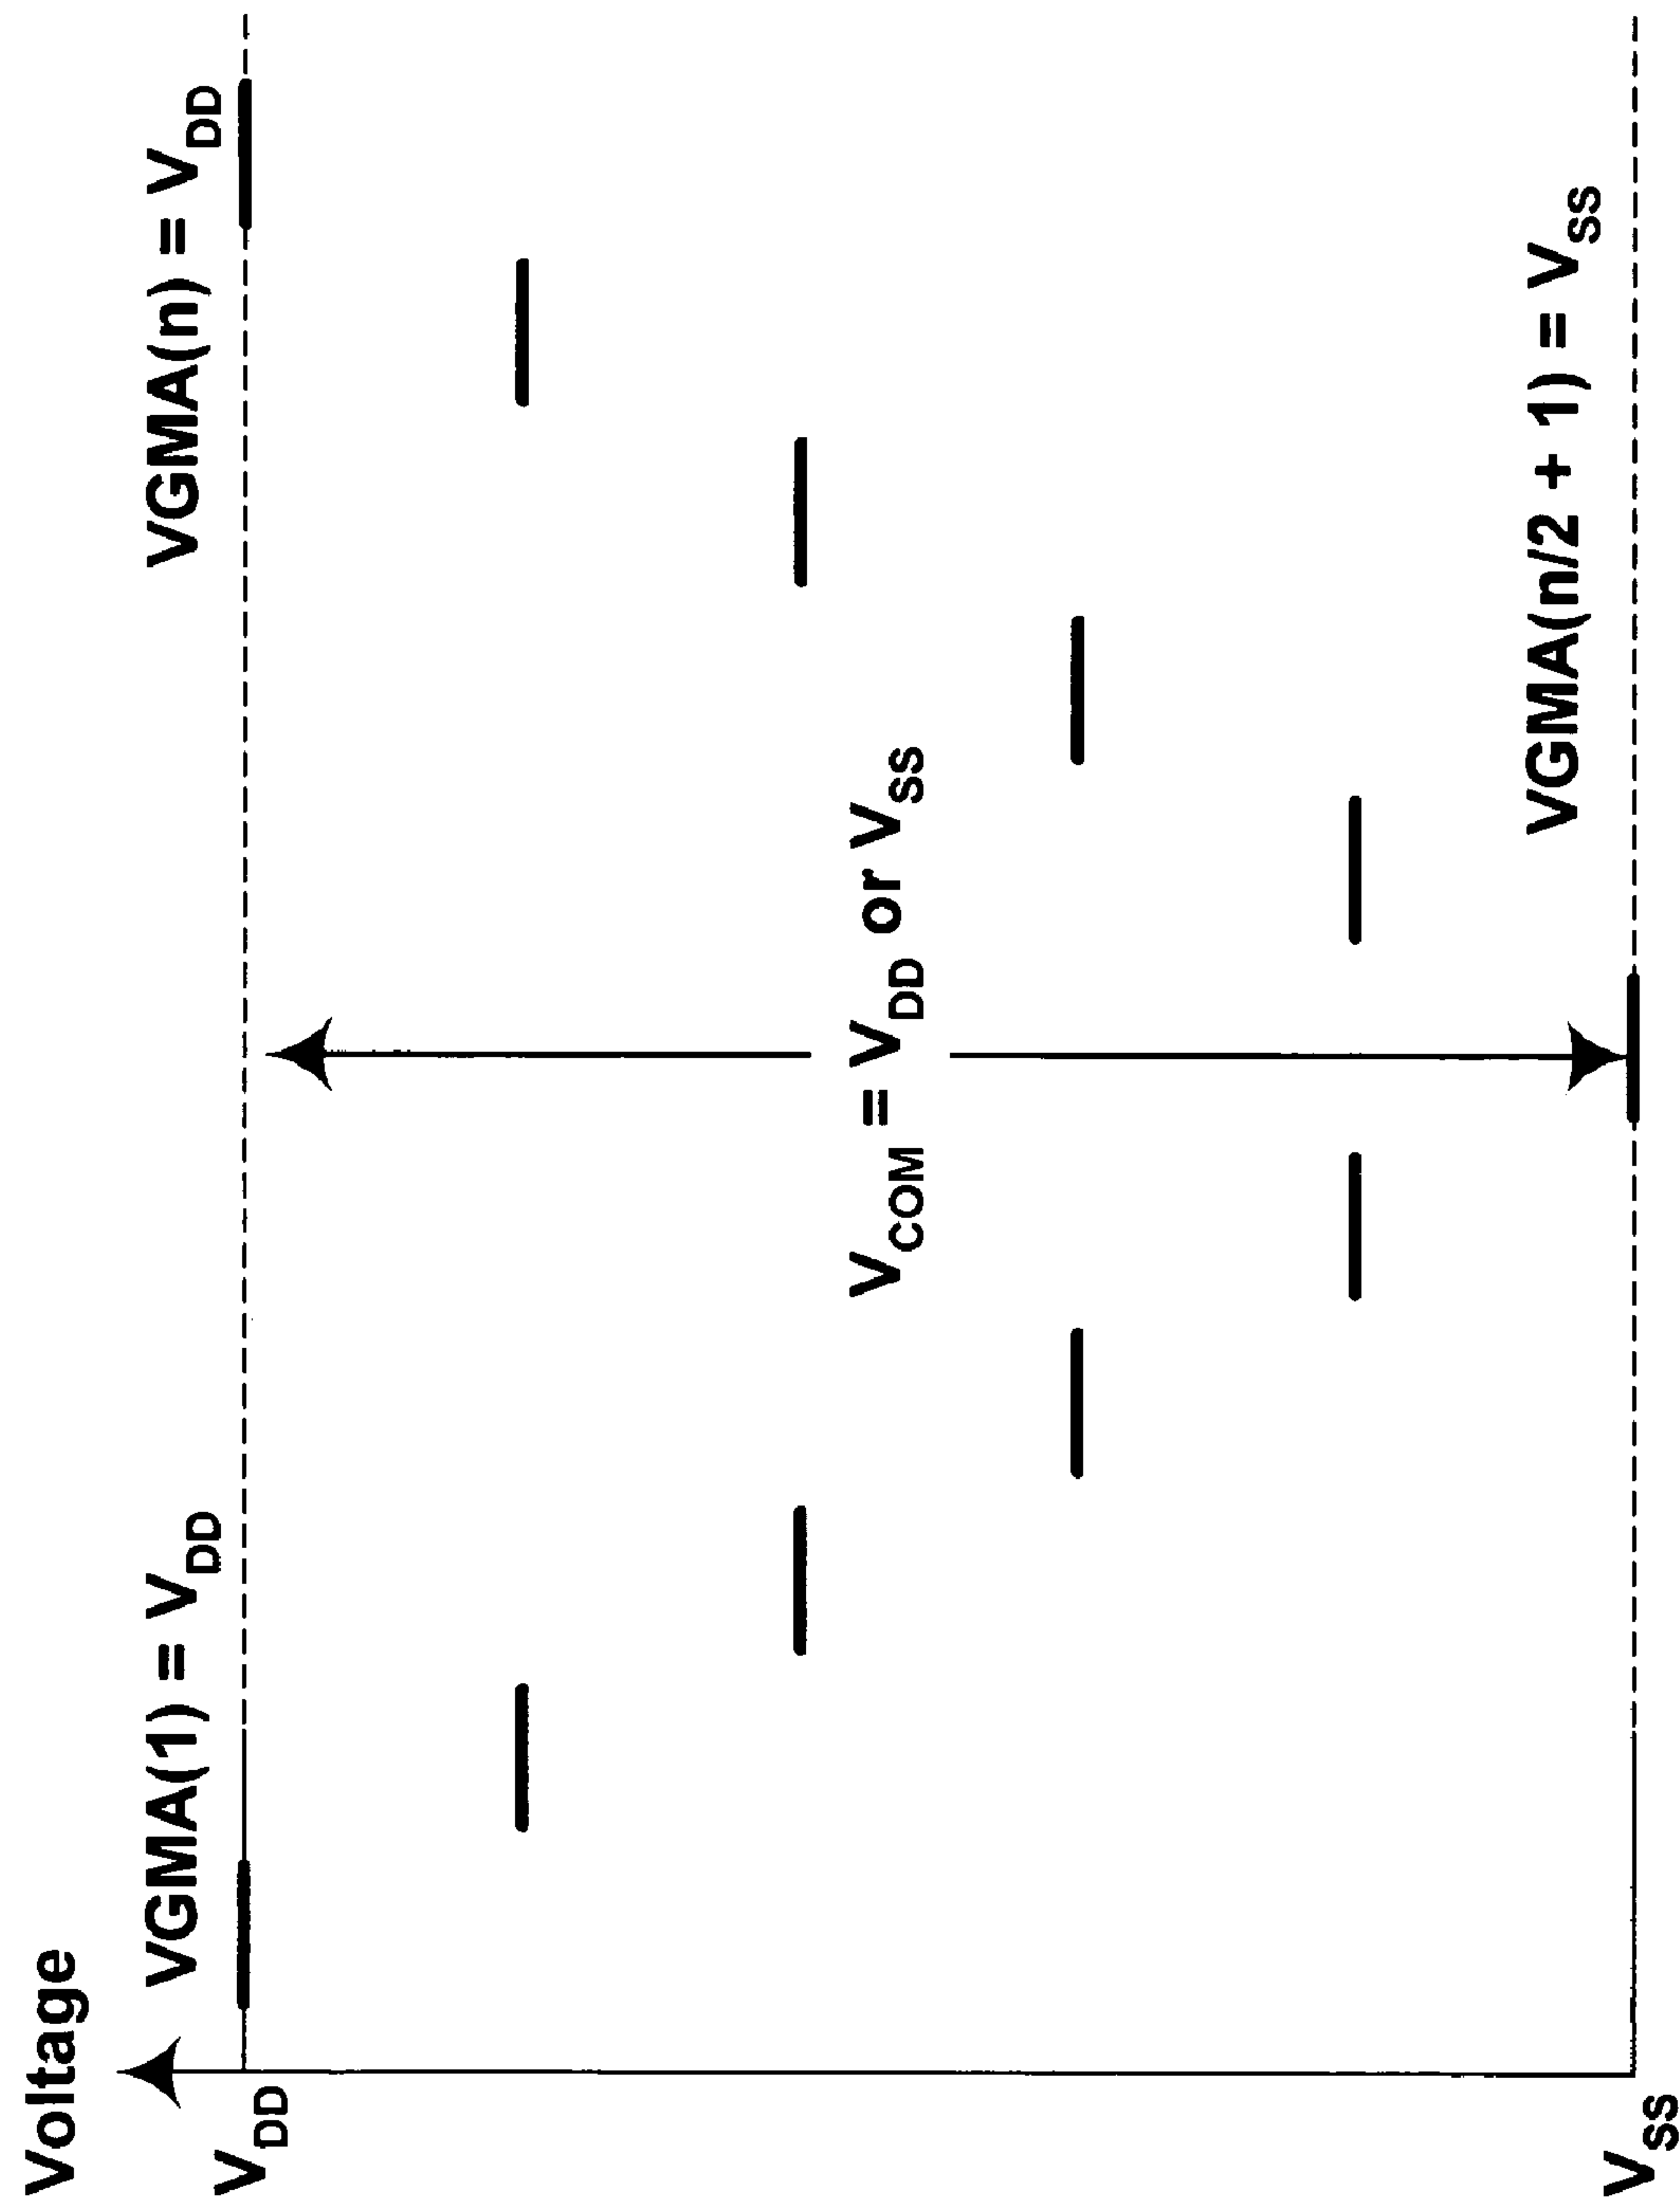 Voltage
VGMA(1) = VDD
VGMA(n) = VDD
VDD
VCOM = VDD or VSS
VGMA(n/2 + 1) = VSS
VSS